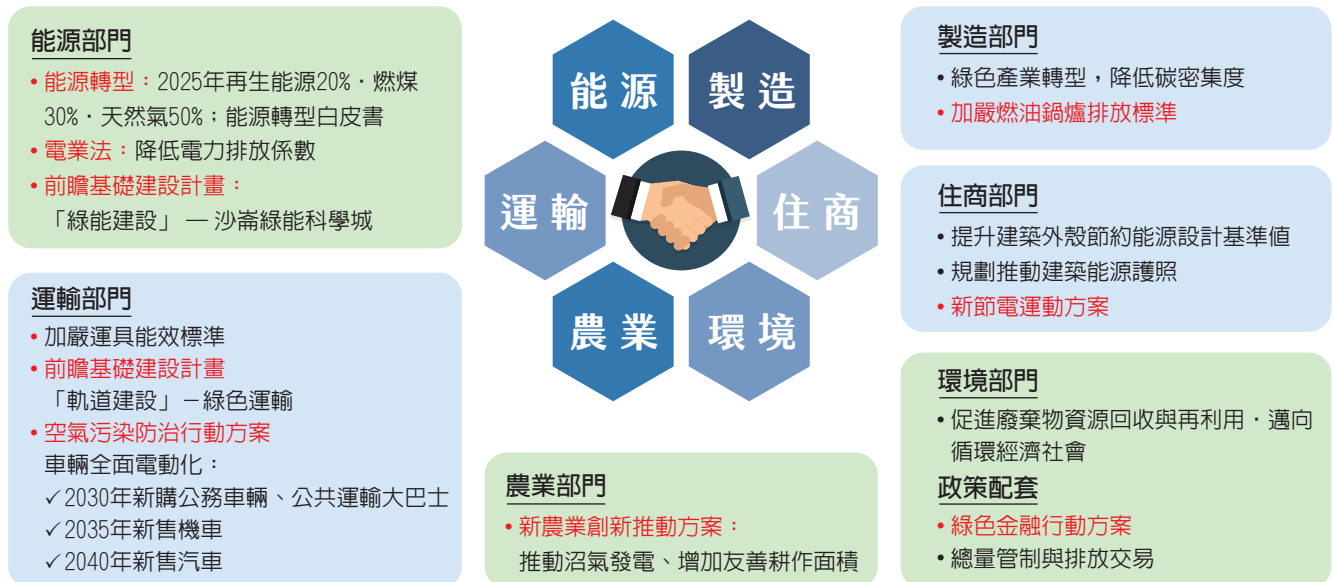 能源部門
• 能源轉型：2025年再生能源20%．燃煤
30%．天然氣50%；能源轉型白皮書
• 電業法：降低電力排放係數
• 前瞻基礎建設計畫：
「綠能建設」 — 沙崙綠能科學城
運輸部門
• 加嚴運具能效標準
• 前瞻基礎建設計畫
「軌道建設」－綠色運輸
• 空氣污染防治行動方案
車輛全面電動化：
✓2030年新購公務車輛、公共運輸大巴士
✓2035年新售機車
✓2040年新售汽車
能源
製造
運輸
住商
農業
環境
農業部門
• 新農業創新推動方案：
推動沼氣發電、增加友善耕作面積
製造部門
• 綠色產業轉型，降低碳密集度
• 加嚴燃油鍋爐排放標準
住商部門
• 提升建築外殼節約能源設計基準值
• 規劃推動建築能源護照
• 新節電運動方案
環境部門
• 促進廢棄物資源回收與再利用．邁向
循環經濟社會
政策配套
• 綠色金融行動方案
• 總量管制與排放交易